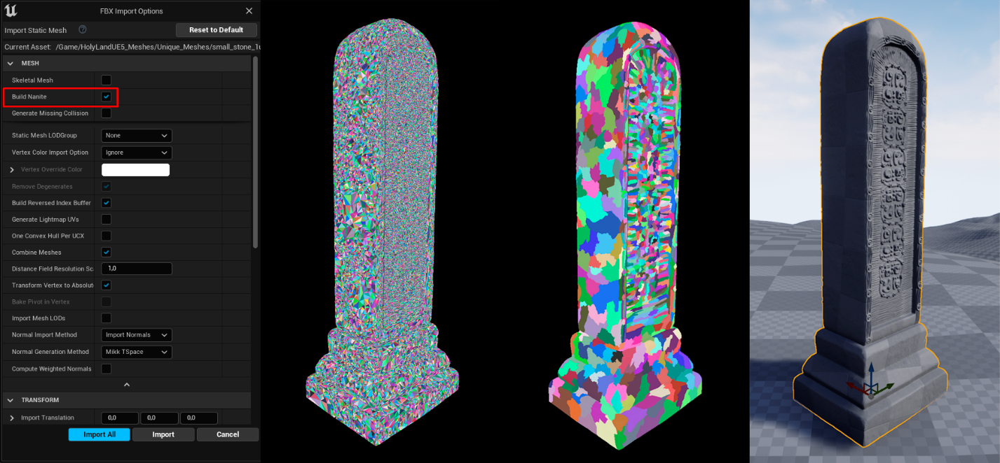 FBX Import Options
Import Static Mesh
Reset to Default
Current Asset: /Game/HolyLandUE5_Meshes/Unique_Meshes/small_stone_1u
MESH
Skeletal Mesh
Build Nanite
Generate Missing Collision
Static Mesh LODGroup None
Vertex Color Import Option Ignore
Vertex Override Color
Remove Degenerates
Build Reversed Index Buffer
Generate Lightmap UVs
One Convex Hull Per UCX
Combine Meshes
Distance Field Resolution Sc 1,0
Transform Vertex to Absolut
Bake Pivot in Vertex
Import Mesh LODs
Normal Import Method Import Normals
Normal Generation Method Mikk TSpace
Compute Weighted Normals
TRANSFORM
Import Translation 0,0 0,0 0,0
Import All Import Cancel